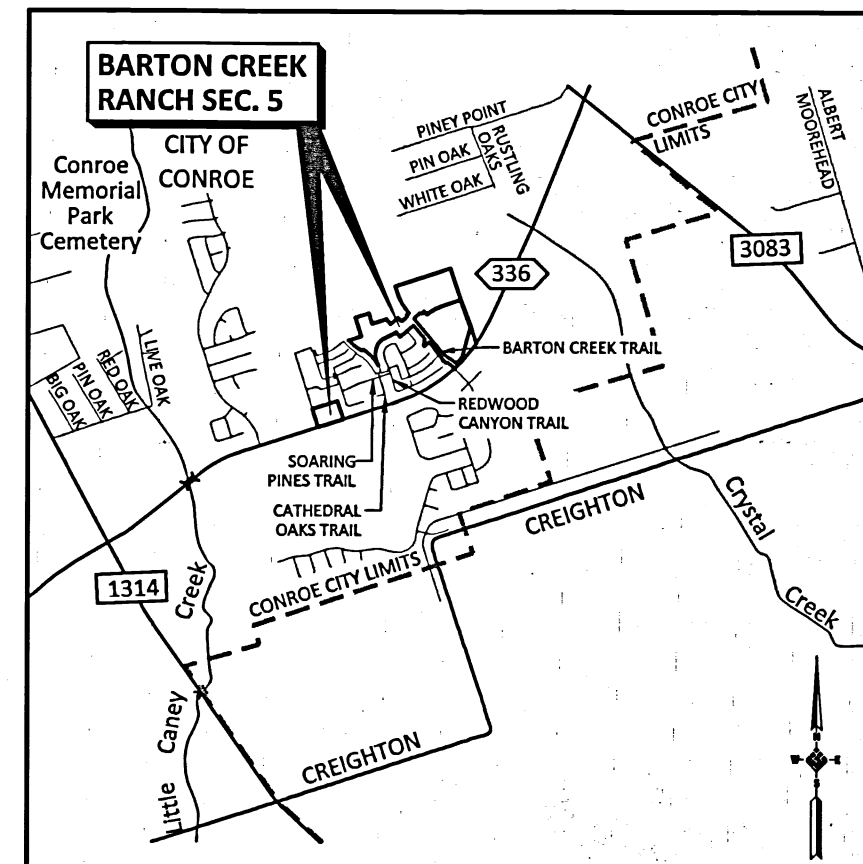 BARTON CREEK
RANCH SEC. 5
CITY OF
CONROE
Conroe
Memorial
Park
Cemetery
PINEY POINT
RUSTLING
OAKS
PIN OAK
WHITE OAK
CONROE CITY
LIMITS
ALBERT
MOOREHEAD
3083
336
BARTON CREEK TRAIL
LIVE OAK
RED OAK
PIN OAK
BIG OAK
REDWOOD
CANYON TRAIL
SOARING
PINES TRAIL
CATHEDRAL
OAKS TRAIL
CREIGHTON
Crystal
Creek
1314
Creek
CONROE CITY LIMITS
Caney
Little
CREIGHTON
N
W
E
S